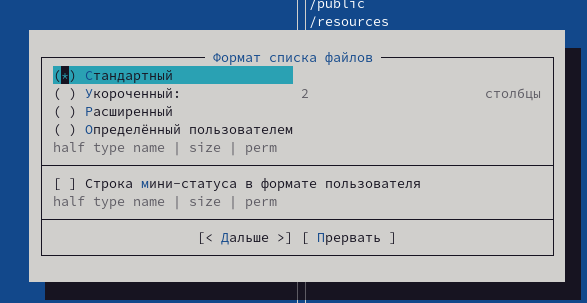 /public
/resources
Формат списка файлов
(*) Стандартный
( ) Укороченный: 2 столбцы
( ) Расширенный
( ) Определённый пользователем
half type name | size | perm
[ ] Строка мини-статуса в формате пользователя
half type name | size | perm
[< Дальше >] [ Прервать ]